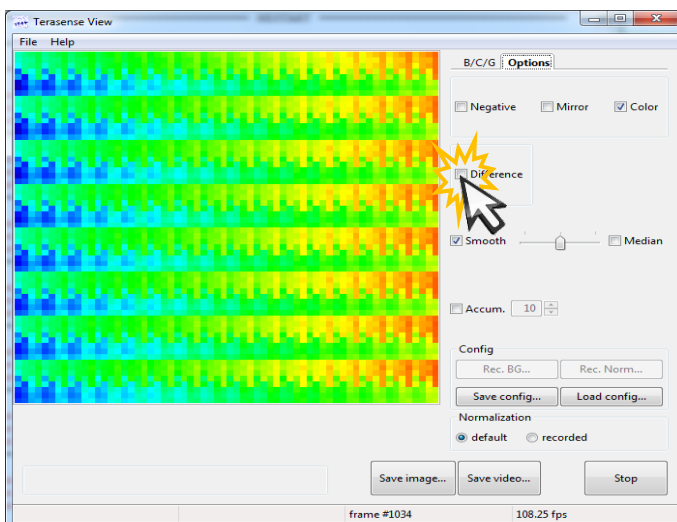 Terasense View
File Help
B/C/G Options
Negative Mirror Color
Difference
Smooth Median
Accum. 10
Config
Rec. BG... Rec. Norm...
Save config... Load config...
Normalization
default recorded
Save image... Save video... Stop
frame #1034 108.25 fps